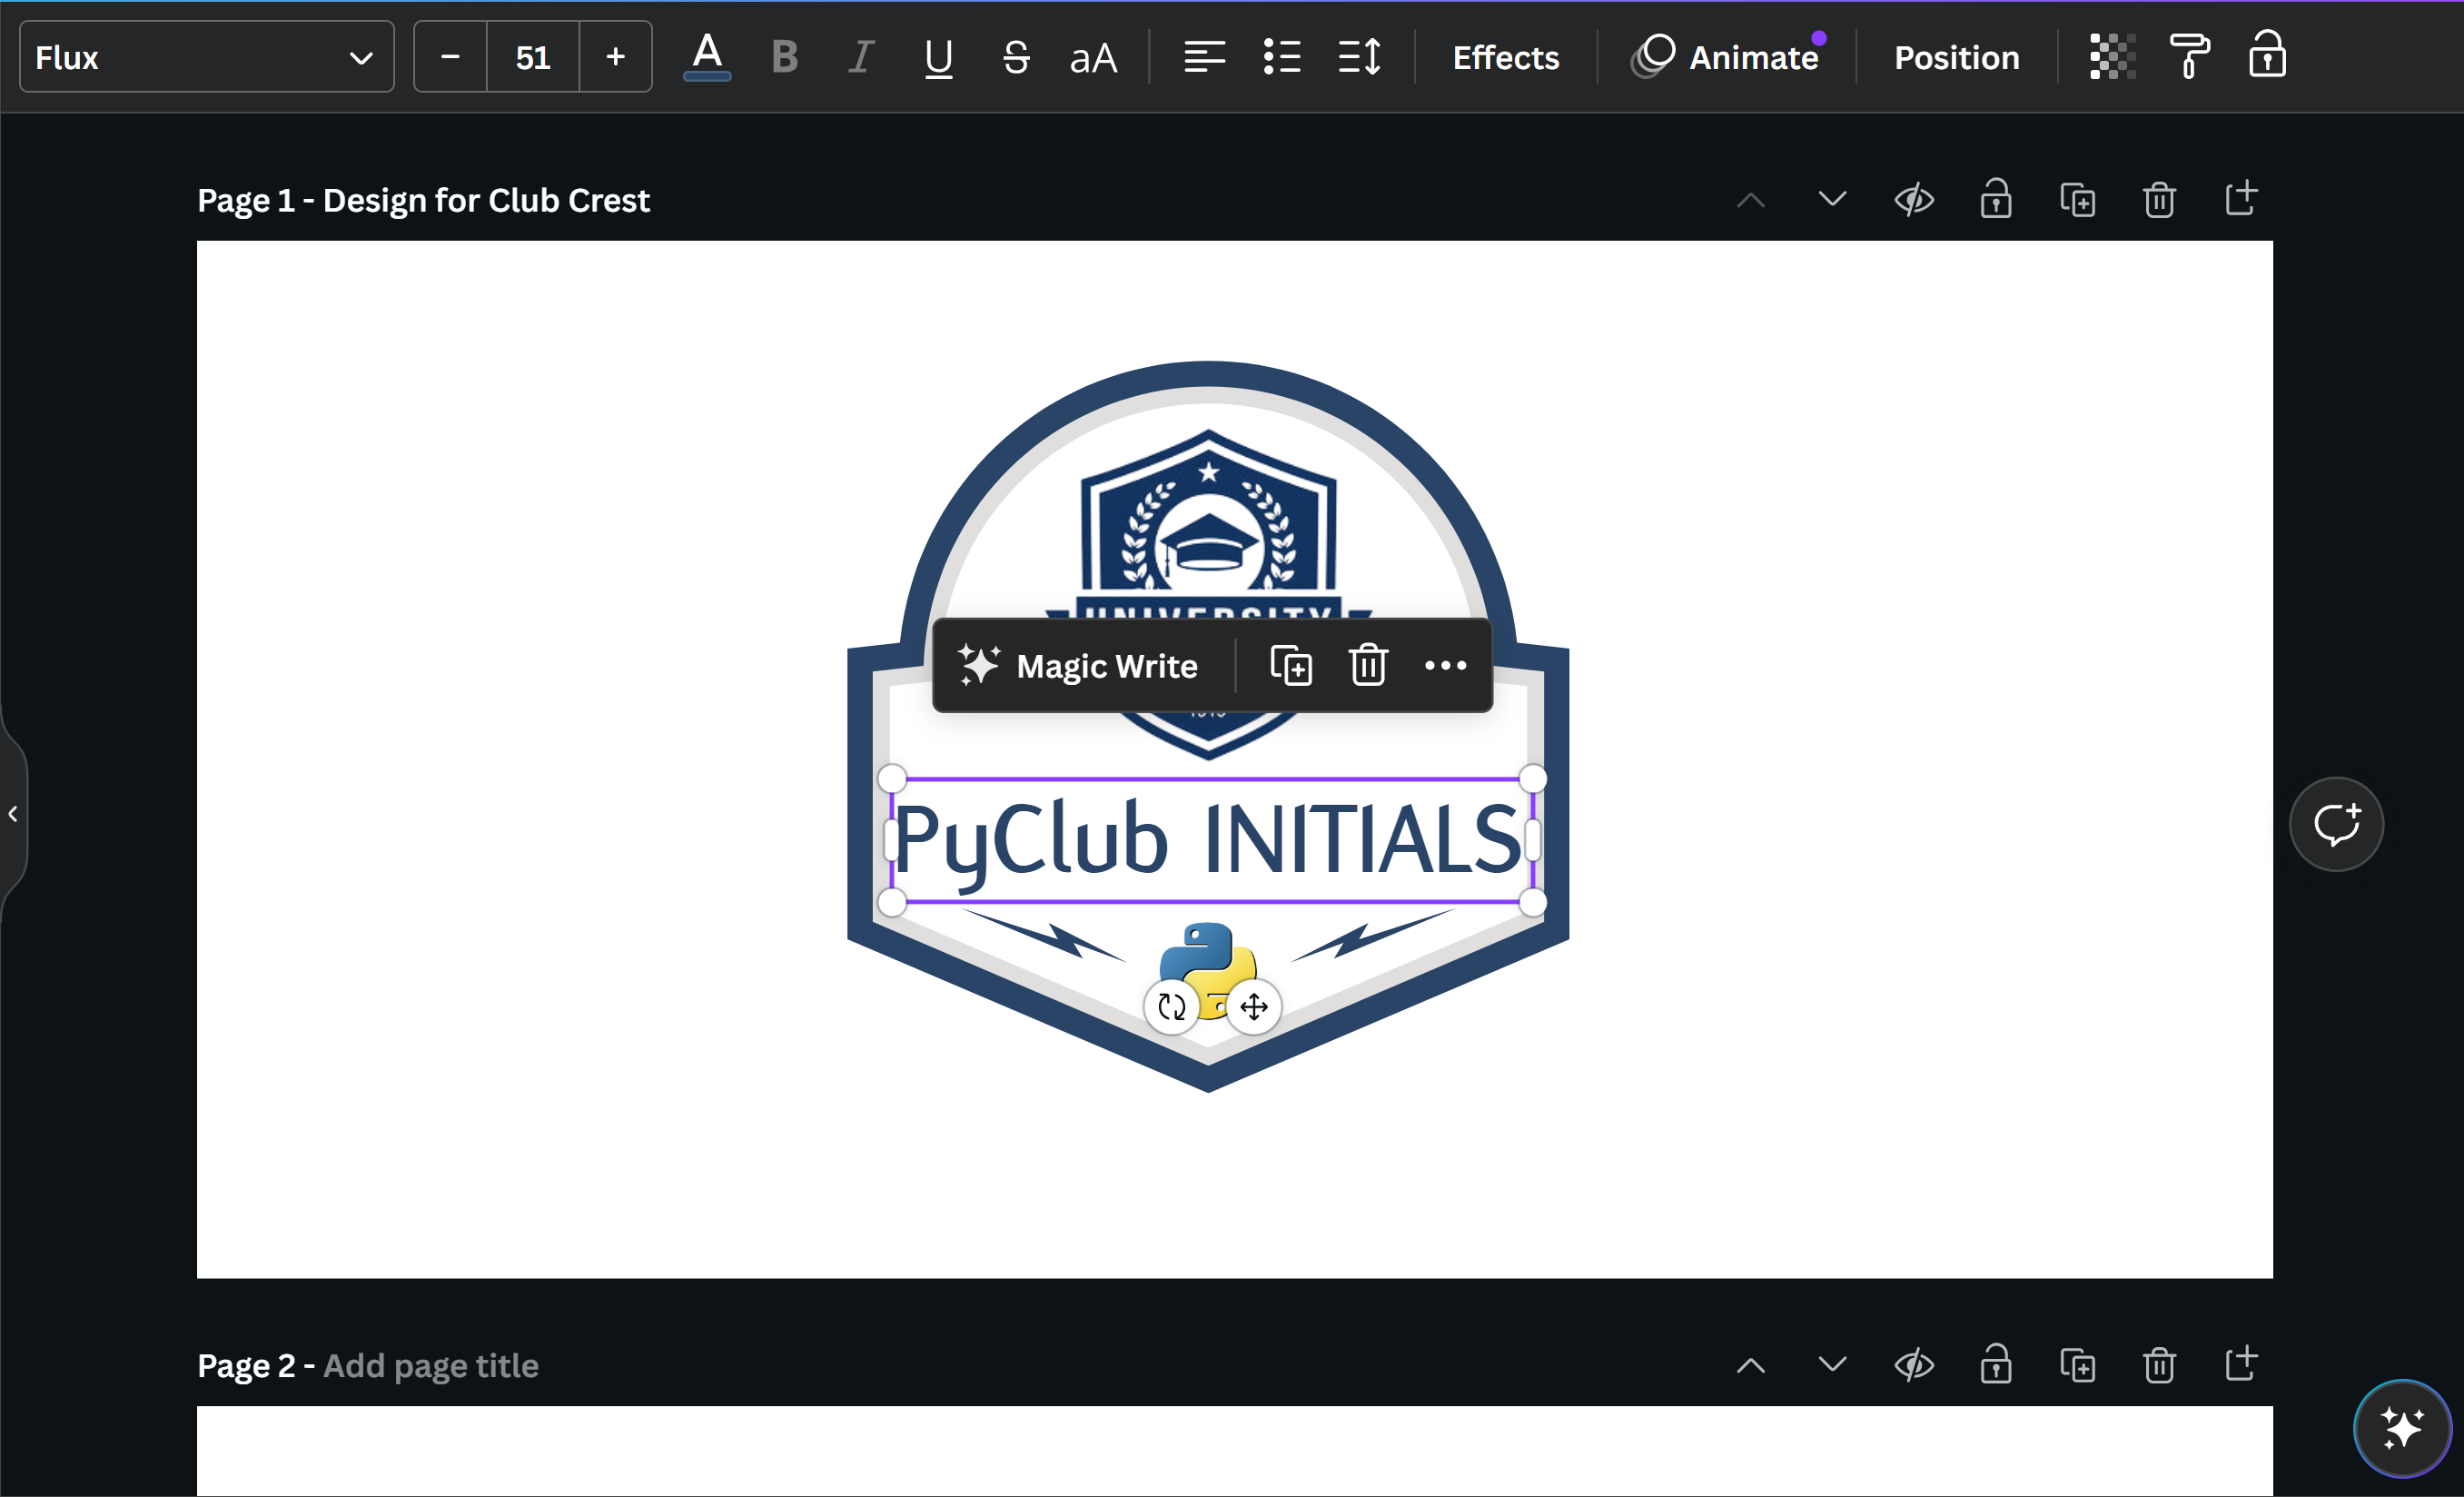 Flux
51
A B I U S aA
Effects
Animate
Position
Page 1 - Design for Club Crest
UNIVERSITY
Magic Write
PyClub INITIALS
Page 2 - Add page title